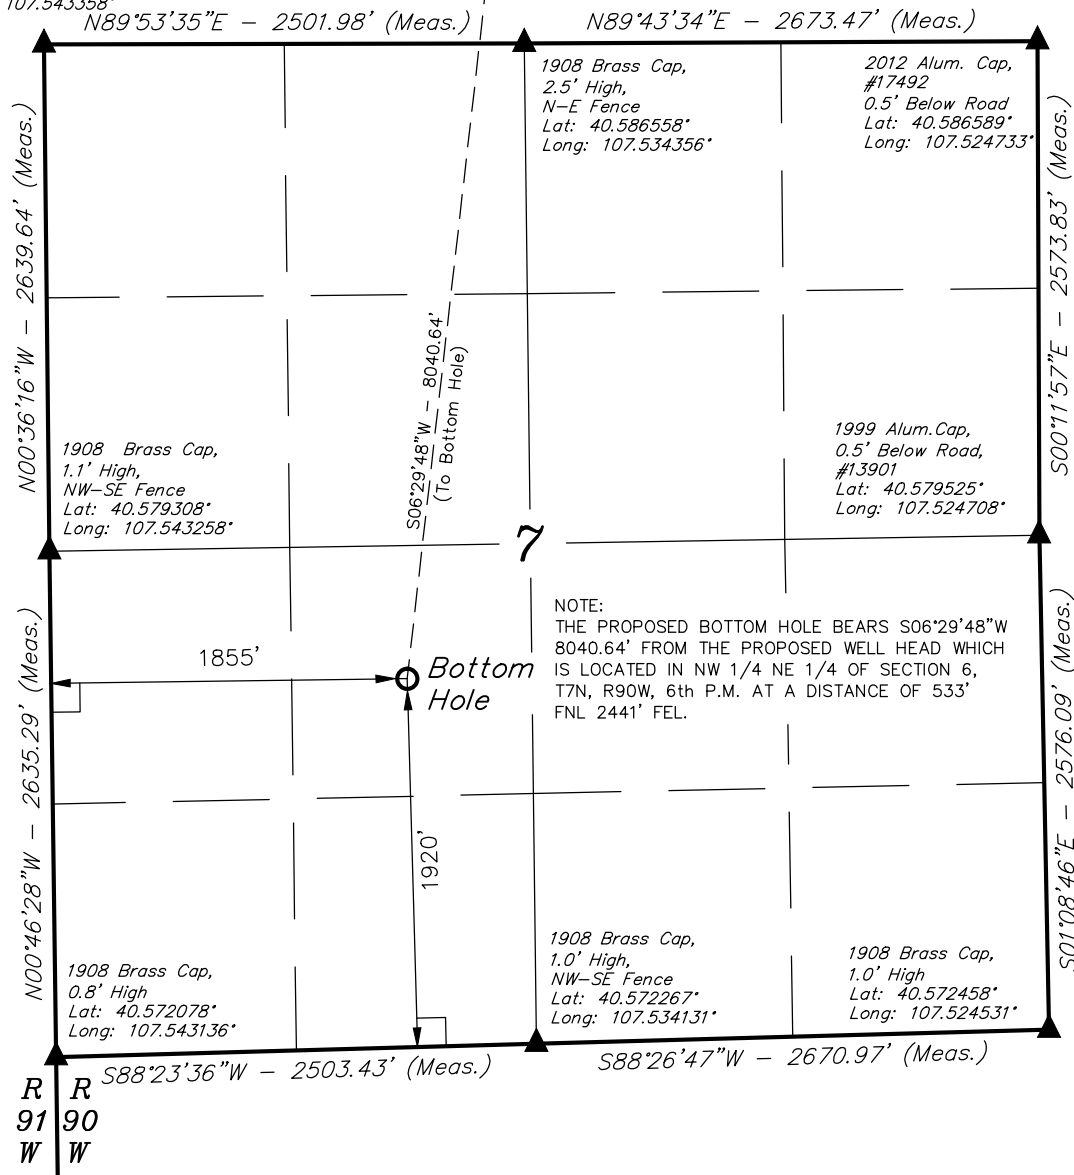 107.543358°
N89°53'35"E - 2501.98' (Meas.)
N89°43'34"E - 2673.47' (Meas.)
1908 Brass Cap,
2.5' High,
N-E Fence
Lat: 40.586558°
Long: 107.534356°
2012 Alum. Cap,
#17492
0.5' Below Road
Lat: 40.586589°
Long: 107.524733°
N00°36'16"W - 2639.64' (Meas.)
S00°11'57"E - 2573.83' (Meas.)
S06°29'48"W - 8040.64'
(To Bottom Hole)
1908 Brass Cap,
1.1' High,
NW-SE Fence
Lat: 40.579308°
Long: 107.543258°
1999 Alum.Cap,
0.5' Below Road,
#13901
Lat: 40.579525°
Long: 107.524708°
7
NOTE:
THE PROPOSED BOTTOM HOLE BEARS S06°29'48"W
8040.64' FROM THE PROPOSED WELL HEAD WHICH
IS LOCATED IN NW 1/4 NE 1/4 OF SECTION 6,
T7N, R90W, 6th P.M. AT A DISTANCE OF 533'
FNL 2441' FEL.
1855'
Bottom
Hole
1920'
N00°46'28"W - 2635.29' (Meas.)
S01°08'46"E - 2576.09' (Meas.)
1908 Brass Cap,
0.8' High
Lat: 40.572078°
Long: 107.543136°
1908 Brass Cap,
1.0' High,
NW-SE Fence
Lat: 40.572267°
Long: 107.534131°
1908 Brass Cap,
1.0' High
Lat: 40.572458°
Long: 107.524531°
S88°23'36"W - 2503.43' (Meas.)
S88°26'47"W - 2670.97' (Meas.)
R R
91 90
W W